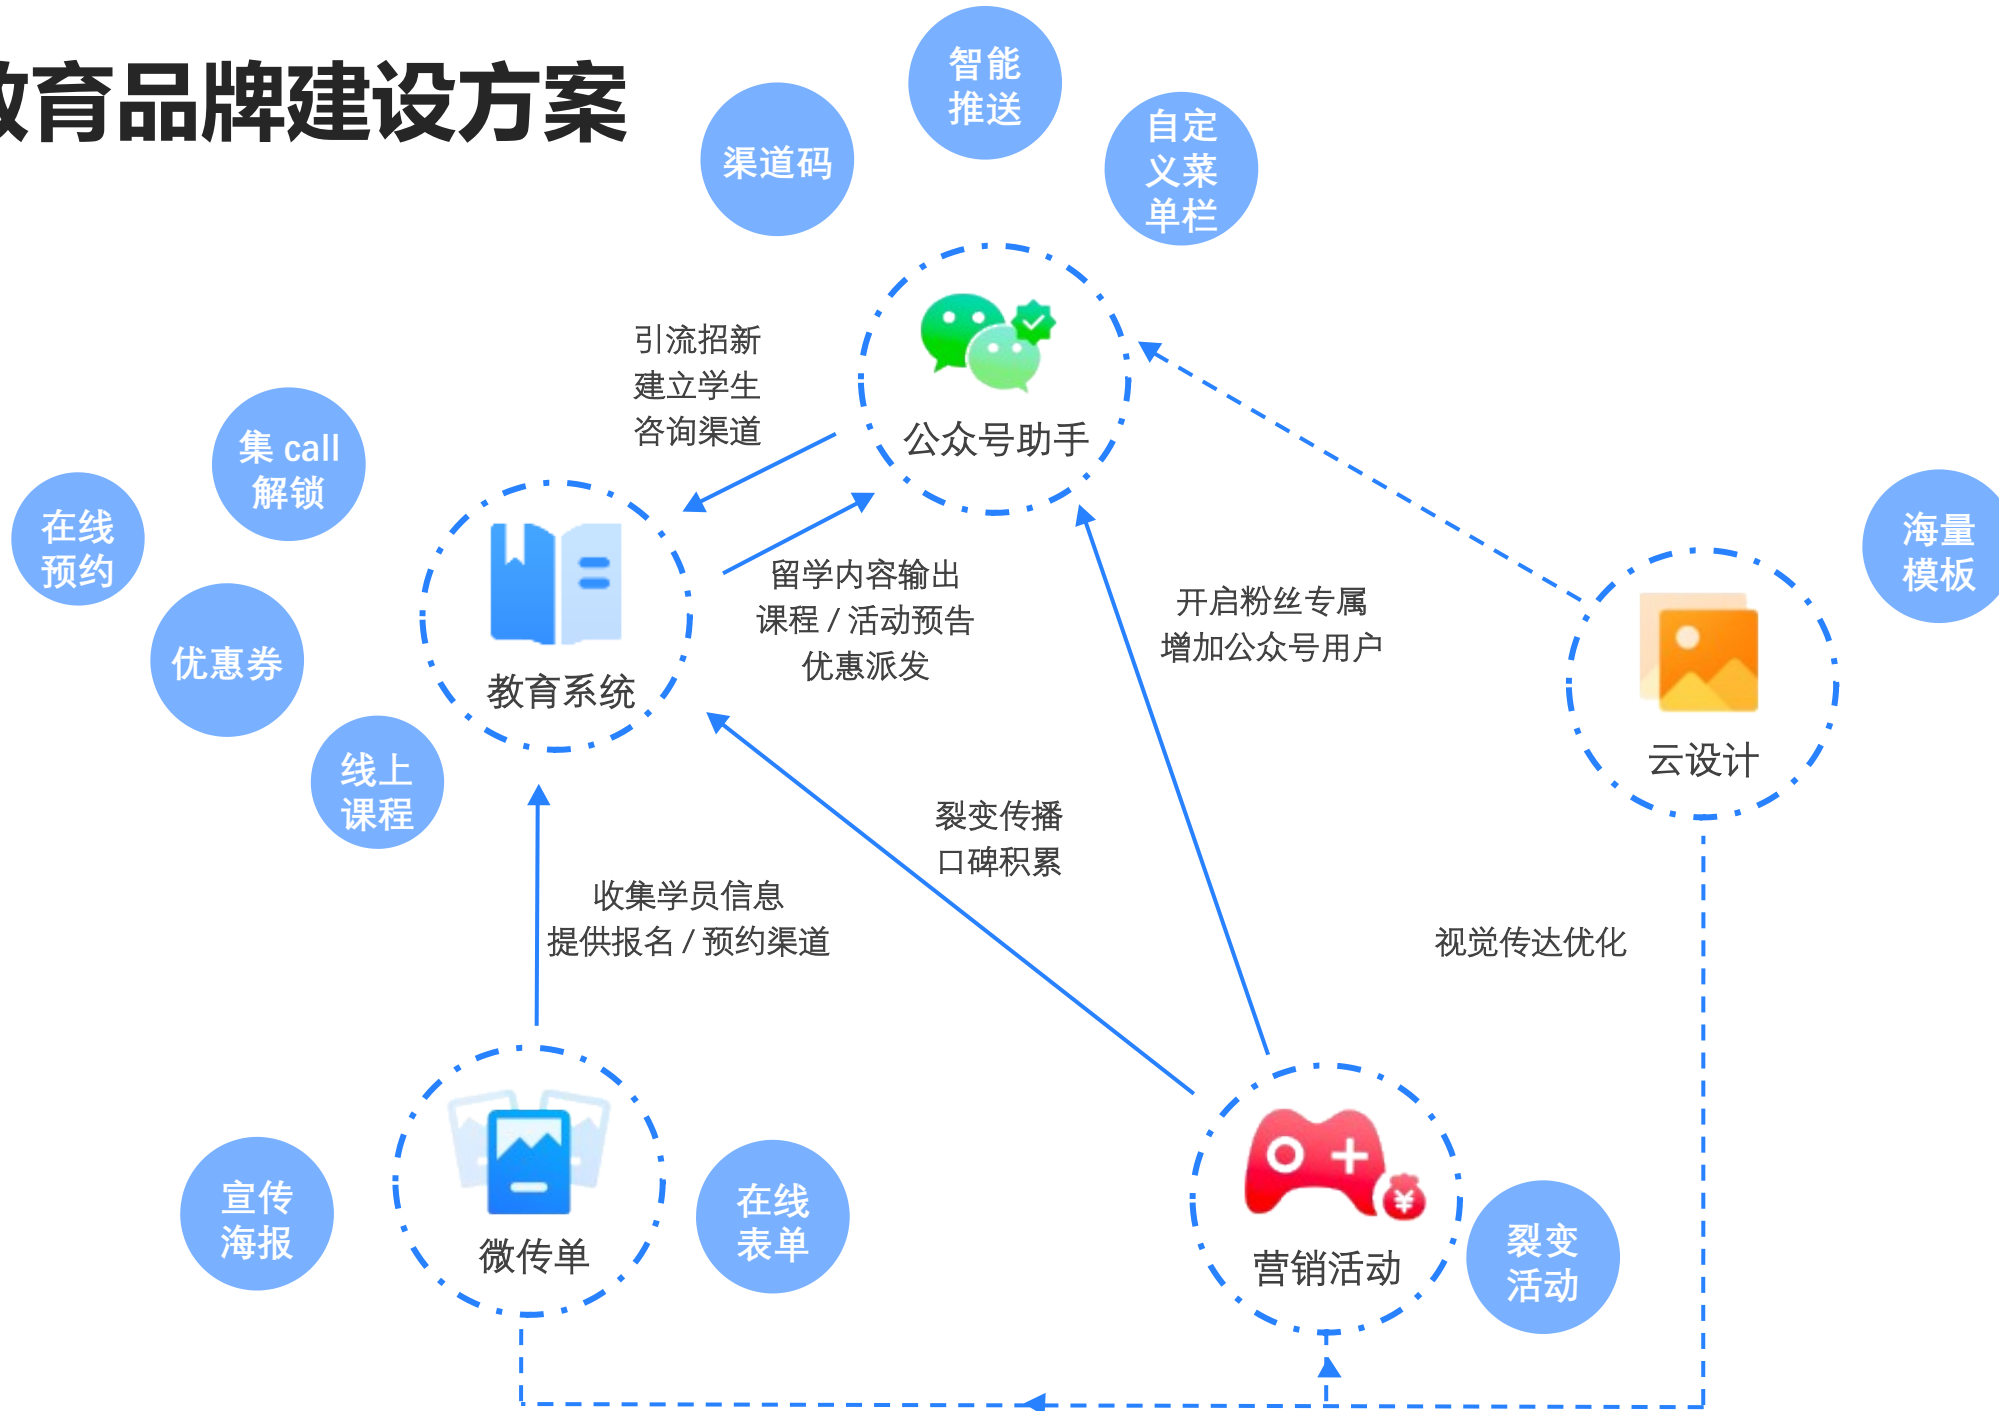 教育品牌建设方案
智能
推送
渠道码
自定
义菜
单栏
引流招新
建立学生
咨询渠道
公众号助手
集 call
解锁
在线
预约
优惠券
线上
课程
教育系统
留学内容输出
课程 / 活动预告
优惠派发
开启粉丝专属
增加公众号用户
海量
模板
云设计
裂变传播
口碑积累
收集学员信息
提供报名 / 预约渠道
视觉传达优化
宣传
海报
微传单
在线
表单
营销活动
裂变
活动